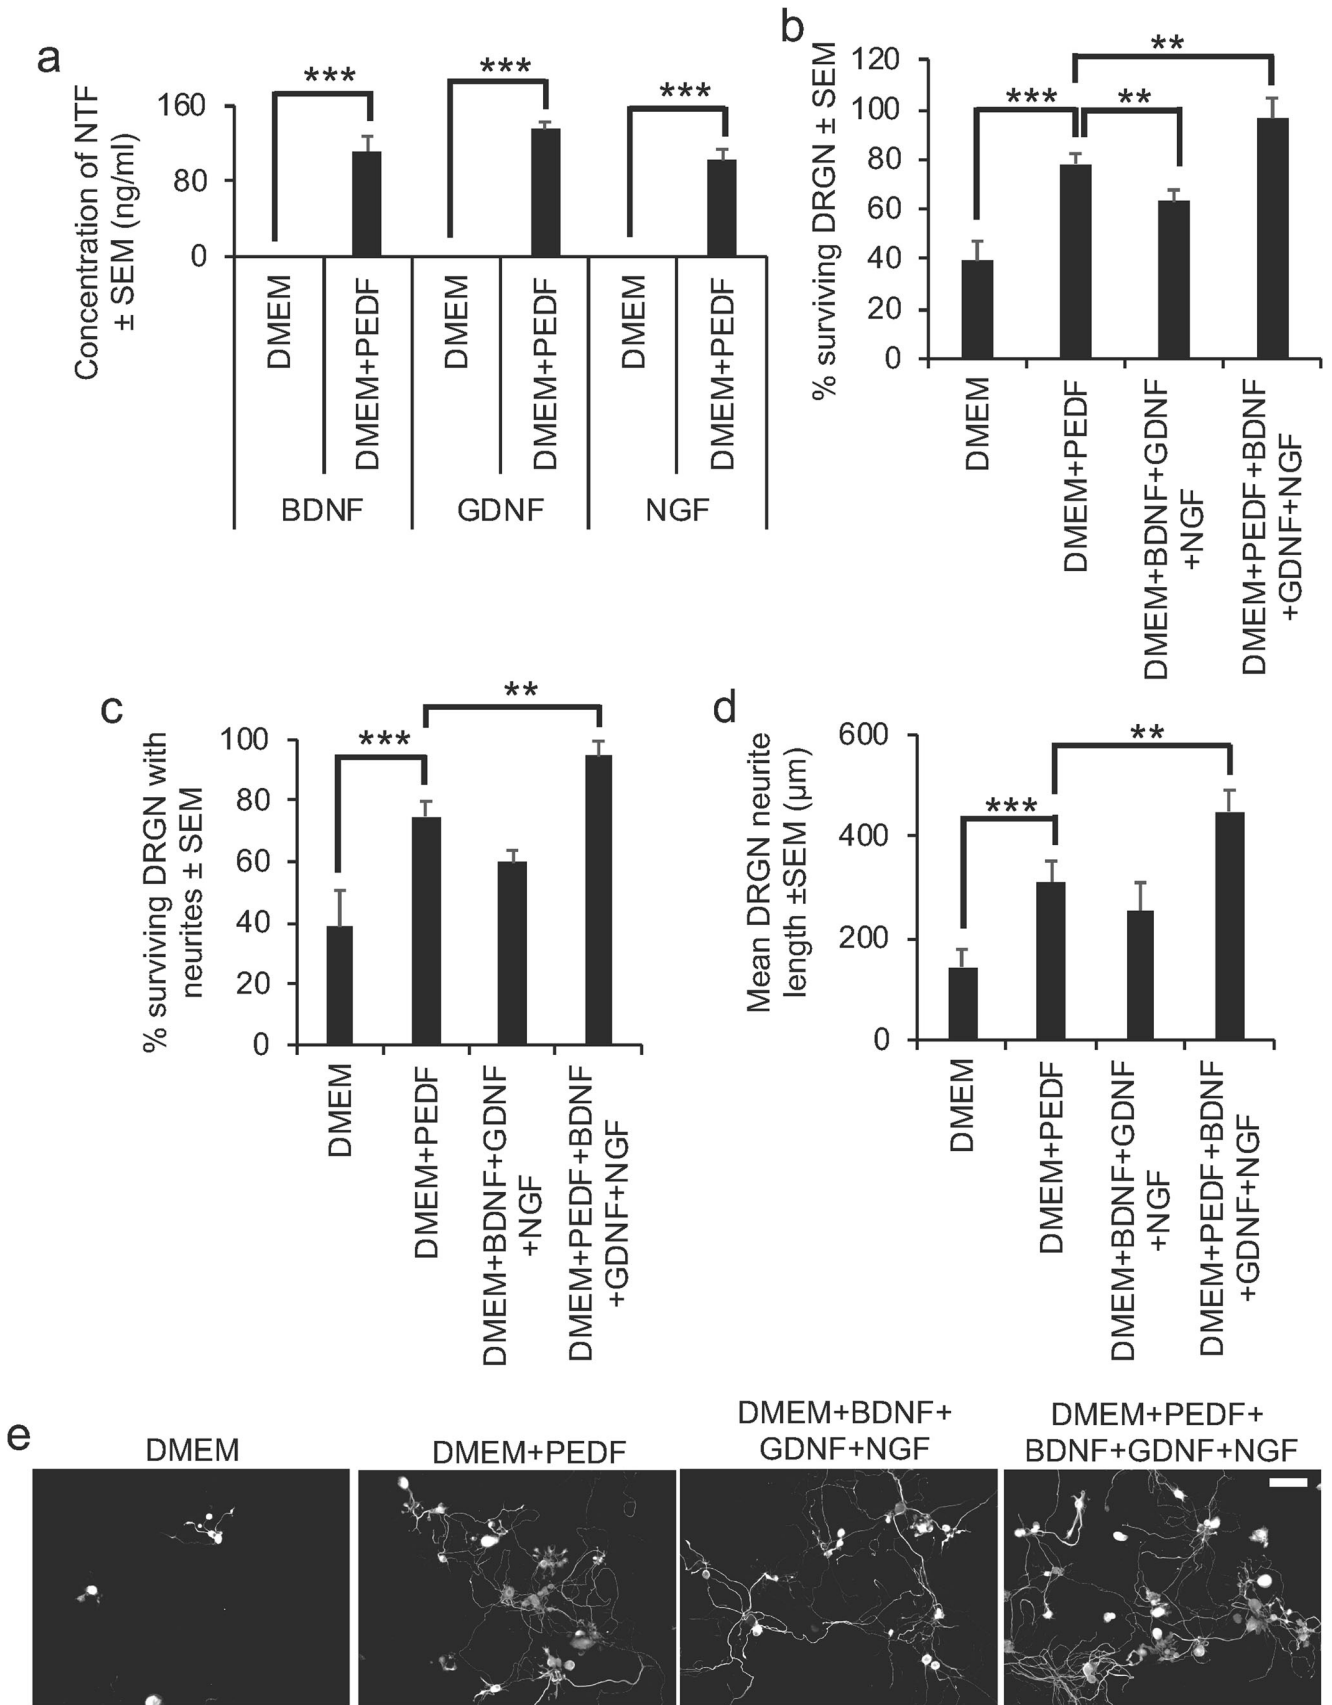 a
Concentration of NTF
± SEM (ng/ml)
160
80
0
***
***
***
DMEM
DMEM+PEDF
DMEM
DMEM+PEDF
DMEM
DMEM+PEDF
BDNF
GDNF
NGF
b
% surviving DRGN ± SEM
120
100
80
60
40
20
0
**
***
**
DMEM
DMEM+PEDF
DMEM+BDNF+GDNF
+NGF
DMEM+PEDF+BDNF
+GDNF+NGF
c
% surviving DRGN with
neurites ± SEM
100
80
60
40
20
0
**
***
DMEM
DMEM+PEDF
DMEM+BDNF+GDNF
+NGF
DMEM+PEDF+BDNF
+GDNF+NGF
d
Mean DRGN neurite
length ±SEM (µm)
600
400
200
0
**
***
DMEM
DMEM+PEDF
DMEM+BDNF+GDNF
+NGF
DMEM+PEDF+BDNF
+GDNF+NGF
e
DMEM
DMEM+PEDF
DMEM+BDNF+
GDNF+NGF
DMEM+PEDF+
BDNF+GDNF+NGF